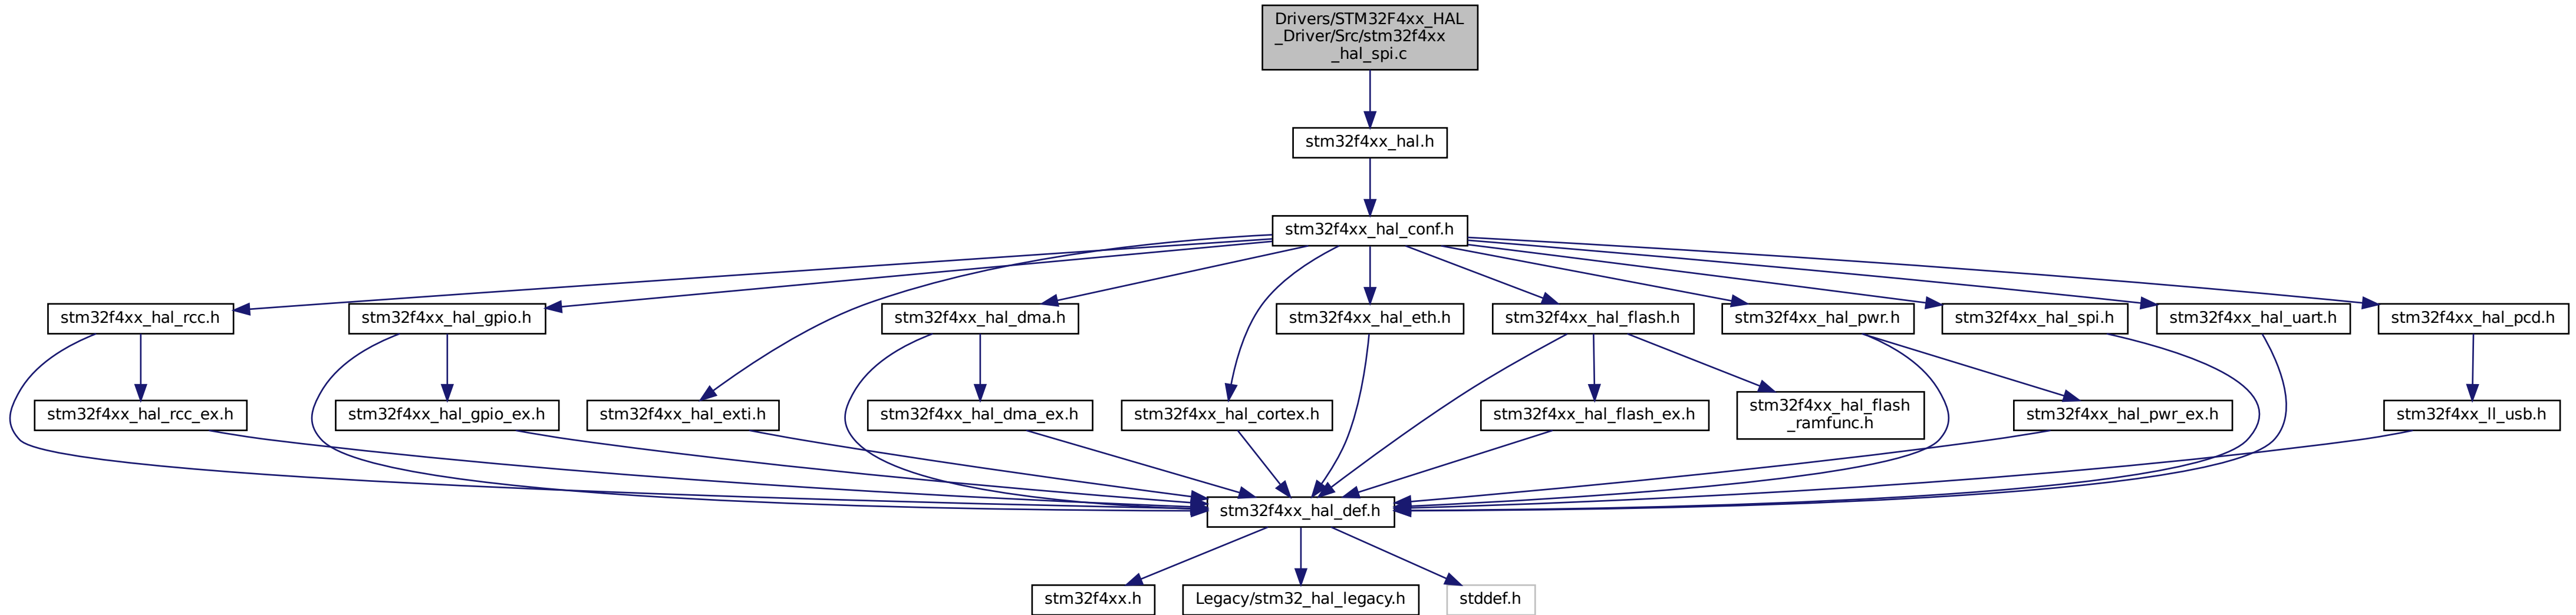 Drivers/STM32F4xx_HAL
_Driver/Src/stm32f4xx
_hal_spi.c
stm32f4xx_hal.h
stm32f4xx_hal_conf.h
stm32f4xx_hal_rcc.h
stm32f4xx_hal_gpio.h
stm32f4xx_hal_dma.h
stm32f4xx_hal_eth.h
stm32f4xx_hal_flash.h
stm32f4xx_hal_pwr.h
stm32f4xx_hal_spi.h
stm32f4xx_hal_uart.h
stm32f4xx_hal_pcd.h
stm32f4xx_hal_rcc_ex.h
stm32f4xx_hal_gpio_ex.h
stm32f4xx_hal_exti.h
stm32f4xx_hal_dma_ex.h
stm32f4xx_hal_cortex.h
stm32f4xx_hal_flash_ex.h
stm32f4xx_hal_flash
_ramfunc.h
stm32f4xx_hal_pwr_ex.h
stm32f4xx_ll_usb.h
stm32f4xx_hal_def.h
stm32f4xx.h
Legacy/stm32_hal_legacy.h
stddef.h